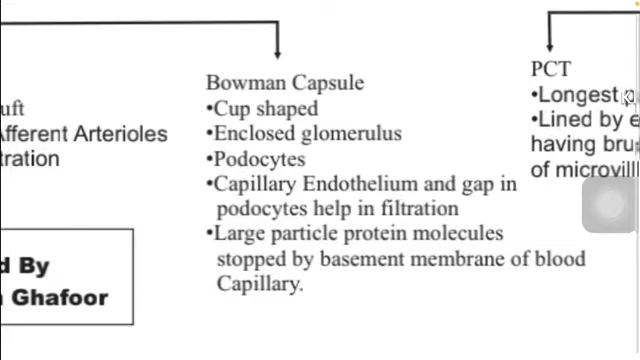 Bowman Capsule
•Cup shaped
•Enclosed glomerulus
•Podocytes
•Capillary Endothelium and gap in
podocytes help in filtration
•Large particle protein molecules
stopped by basement membrane of blood
Capillary.
uft
Afferent Arterioles
tration
d By
Ghafoor
PCT
•Longest
•Lined by e
having bru
of microvill